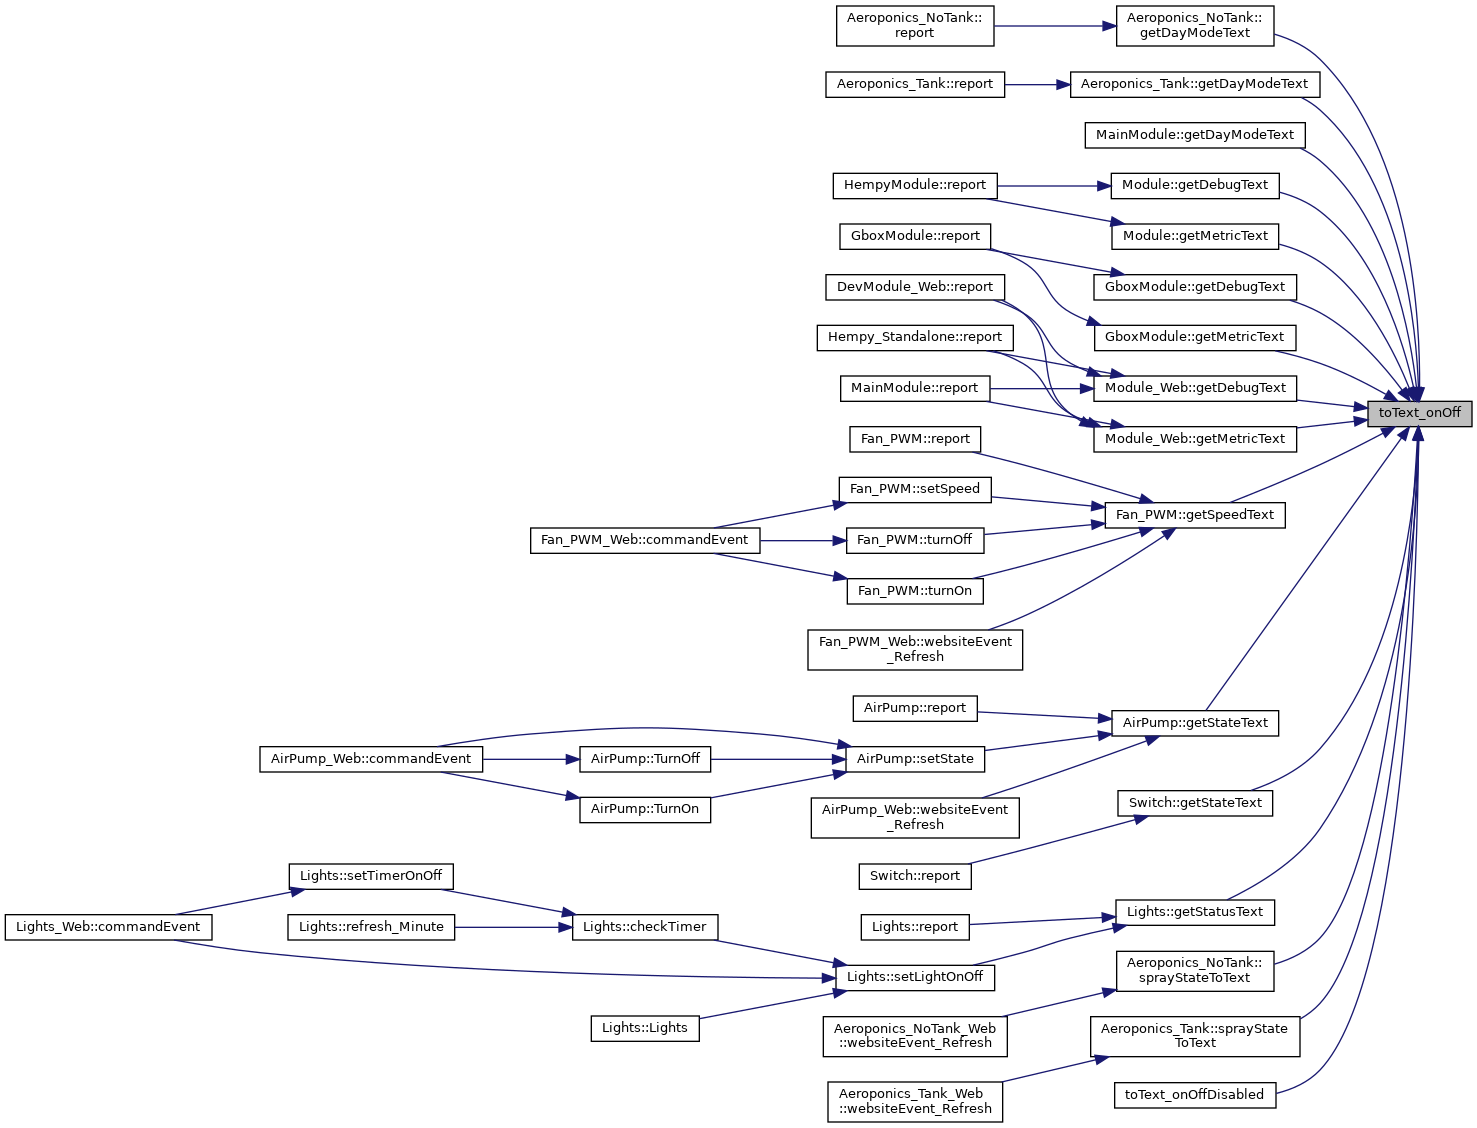 Aeroponics_NoTank::
report
Aeroponics_NoTank::
getDayModeText
Aeroponics_Tank::report
Aeroponics_Tank::getDayModeText
MainModule::getDayModeText
HempyModule::report
Module::getDebugText
GboxModule::report
Module::getMetricText
DevModule_Web::report
GboxModule::getDebugText
Hempy_Standalone::report
GboxModule::getMetricText
MainModule::report
Module_Web::getDebugText
toText_onOff
Fan_PWM::report
Module_Web::getMetricText
Fan_PWM::setSpeed
Fan_PWM::getSpeedText
Fan_PWM_Web::commandEvent
Fan_PWM::turnOff
Fan_PWM::turnOn
Fan_PWM_Web::websiteEvent
_Refresh
AirPump::report
AirPump::getStateText
AirPump_Web::commandEvent
AirPump::TurnOff
AirPump::setState
AirPump::TurnOn
AirPump_Web::websiteEvent
_Refresh
Switch::getStateText
Lights::setTimerOnOff
Switch::report
Lights_Web::commandEvent
Lights::refresh_Minute
Lights::checkTimer
Lights::report
Lights::getStatusText
Lights::setLightOnOff
Aeroponics_NoTank::
sprayStateToText
Lights::Lights
Aeroponics_NoTank_Web
::websiteEvent_Refresh
Aeroponics_Tank::sprayState
ToText
Aeroponics_Tank_Web
::websiteEvent_Refresh
toText_onOffDisabled